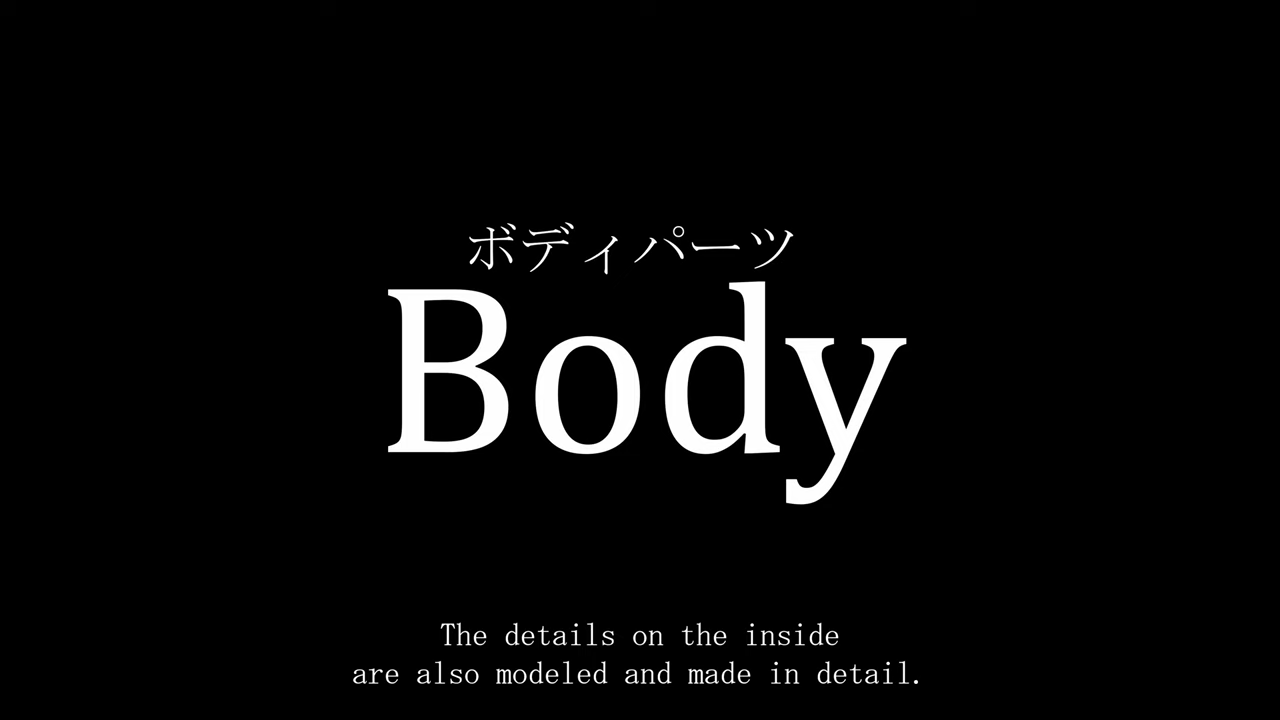 ボディパーツ
Body
The details on the inside
are also modeled and made in detail.